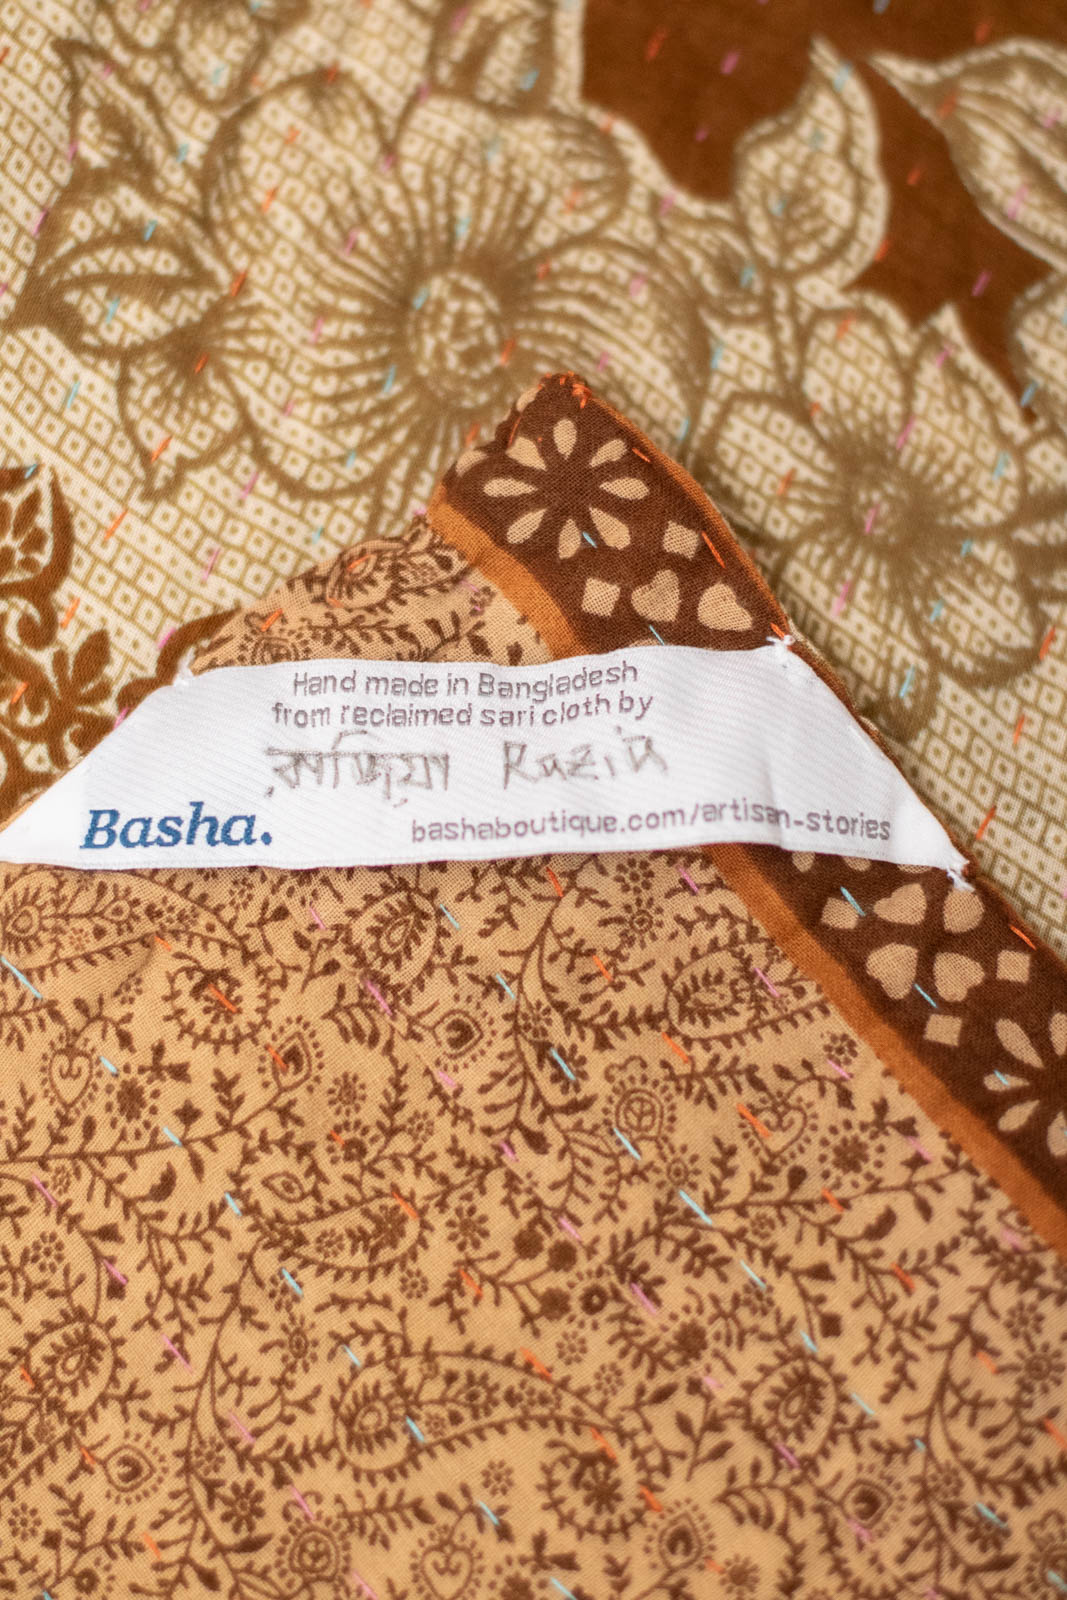 Hand made in Bangladesh
from reclaimed sari cloth by
রাজিয়া Razia
Basha.
bashaboutique.com/artisan-stories